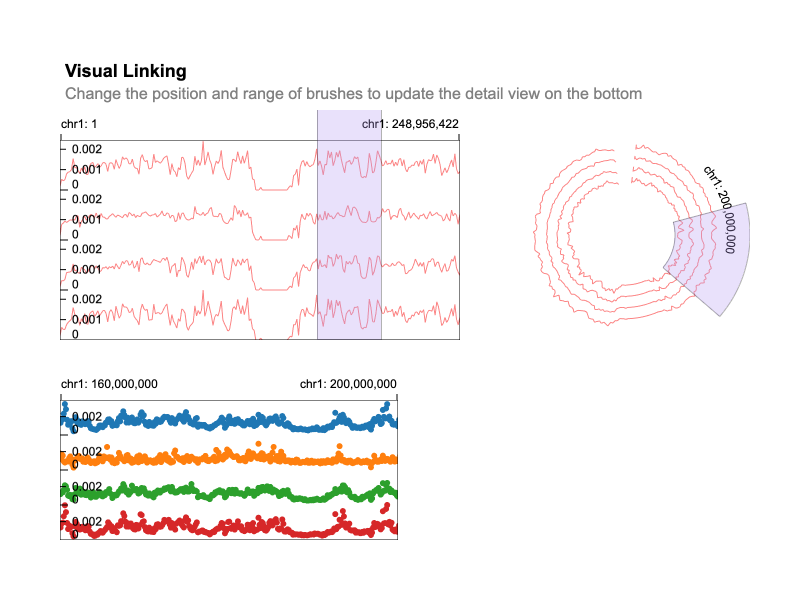 Visual Linking
Change the position and range of brushes to update the detail view on the bottom
chr1: 1
chr1: 248,956,422
0.002
0.001
0
0.002
0.001
0
0.002
0.001
0
0.002
0.001
0
chr1: 200,000,000
chr1: 160,000,000
chr1: 200,000,000
0.002
0
0.002
0
0.002
0
0.002
0